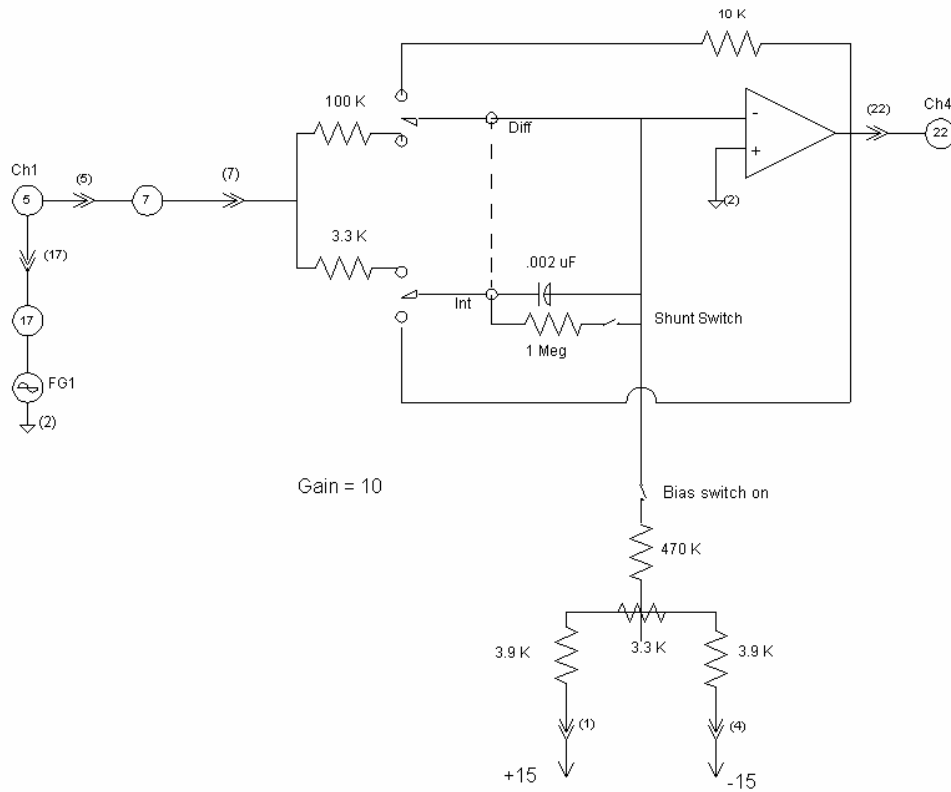 10 K
100 K
(22)
Ch4
22
-
+
Diff
(2)
Ch1
(5)
(7)
5
7
3.3 K
(17)
.002 uF
Int
Shunt Switch
17
1 Meg
FG1
(2)
Gain = 10
Bias switch on
470 K
3.9 K
3.3 K
3.9 K
(1)
(4)
+15
-15